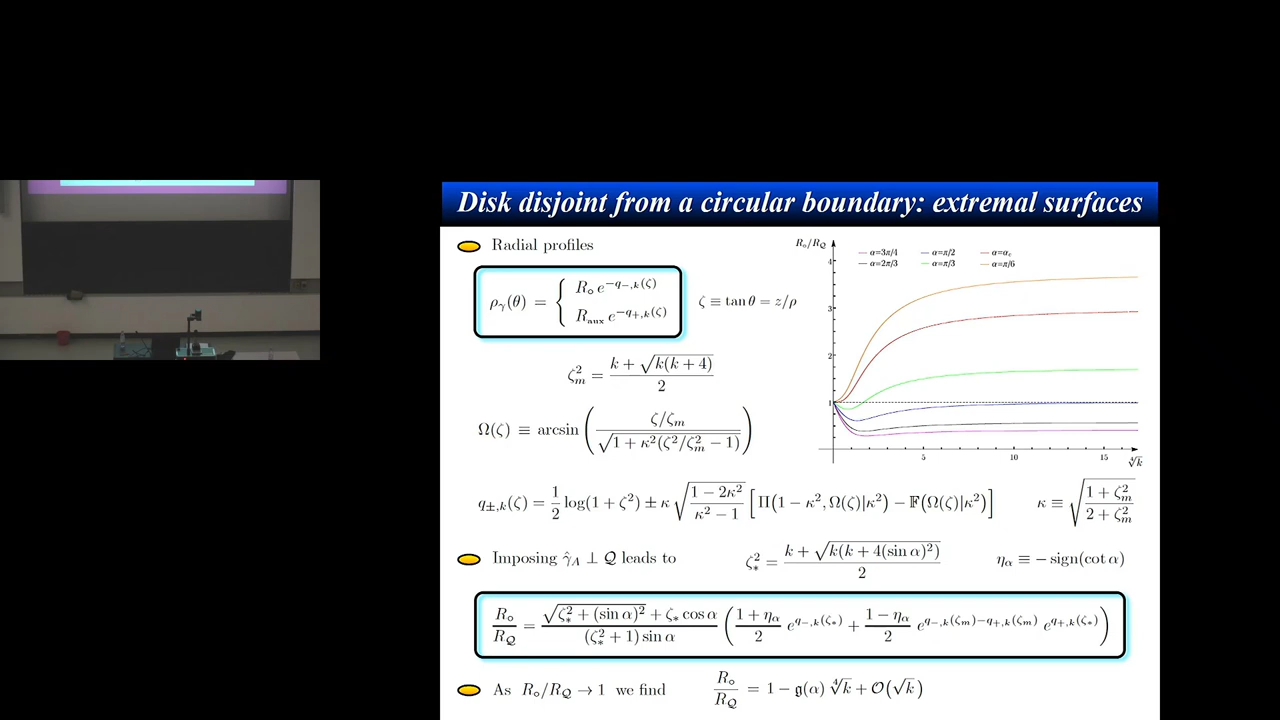 Disk disjoint from a circular boundary: extremal surfaces
Radial profiles
ρ_γ(θ) = { R_∘ e^{−q_{−,k}(ζ)}
R_aux e^{−q_{+,k}(ζ)}
ζ ≡ tan θ = z/ρ
R_∘/R_𝒬
α=3π/4 α=π/2 α=α_c
α=2π/3 α=π/3 α=π/6
4
3
2
1
5 10 15
∜k
ζ_m^2 = (k + √(k(k + 4))) / 2
Ω(ζ) ≡ arcsin( (ζ/ζ_m) / √(1 + κ^2(ζ^2/ζ_m^2 − 1)) )
q_{±,k}(ζ) = 1/2 log(1 + ζ^2) ± κ √((1 − 2κ^2)/(κ^2 − 1)) [Π(1 − κ^2, Ω(ζ)|κ^2) − 𝔽(Ω(ζ)|κ^2)] κ ≡ √((1 + ζ_m^2)/(2 + ζ_m^2))
Imposing γ̂_A ⊥ 𝒬 leads to ζ_*^2 = (k + √(k(k + 4(sin α)^2))) / 2 η_α ≡ − sign(cot α)
R_∘/R_𝒬 = (√(ζ_*^2 + (sin α)^2) + ζ_* cos α) / ((ζ_*^2 + 1) sin α) ( (1 + η_α)/2 e^{q_{−,k}(ζ_*)} + (1 − η_α)/2 e^{q_{−,k}(ζ_m)−q_{+,k}(ζ_m)} e^{q_{+,k}(ζ_*)} )
As R_∘/R_𝒬 → 1 we find R_∘/R_𝒬 = 1 − 𝔤(α) ∜k + 𝒪(√k)